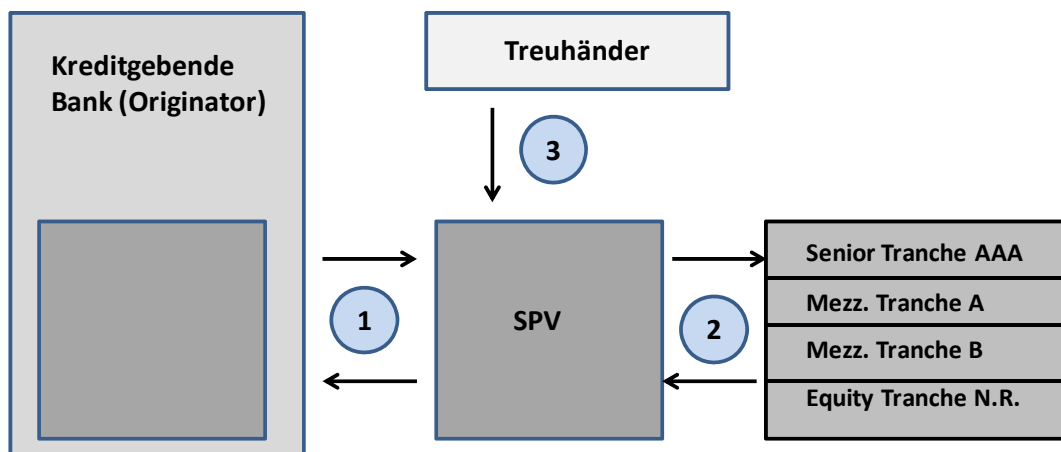 Kreditgebende
Bank (Originator)
Treuhänder
3
1
SPV
2
Senior Tranche AAA
Mezz. Tranche A
Mezz. Tranche B
Equity Tranche N.R.